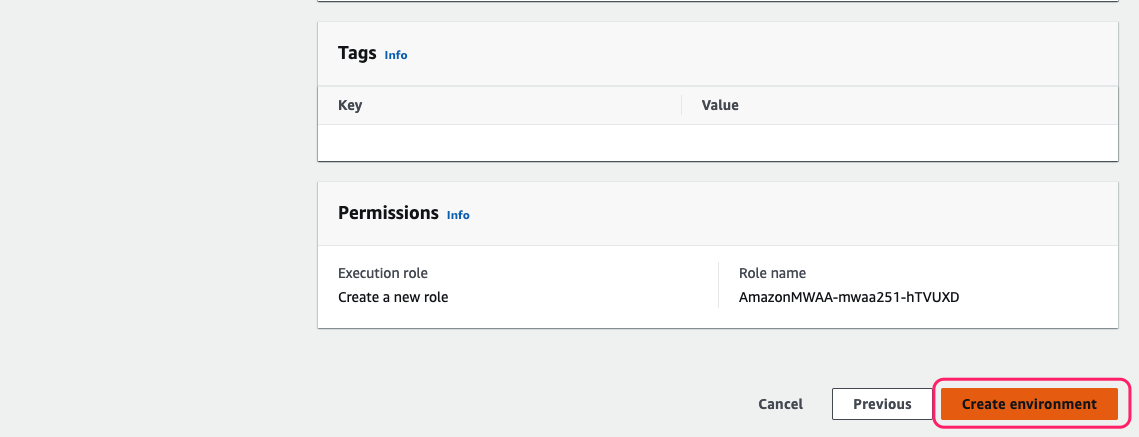 Tags Info
Key Value
Permissions Info
Execution role Role name
Create a new role AmazonMWAA-mwaa251-hTVUXD
Cancel Previous Create environment